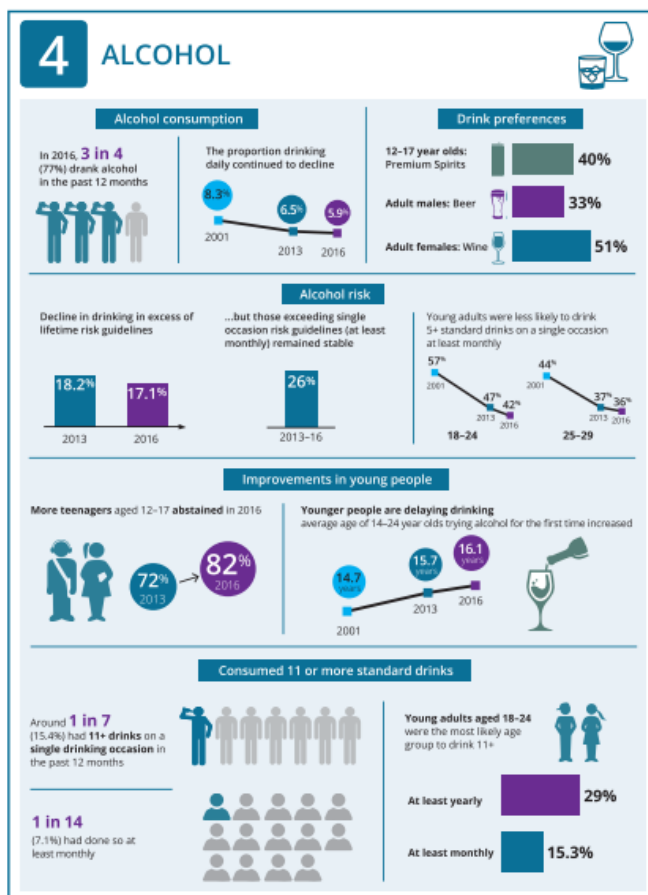 4 ALCOHOL
Alcohol consumption
In 2016, 3 in 4
(77%) drank alcohol
in the past 12 months
The proportion drinking
daily continued to decline
8.3%
6.5%
5.9%
2001
2013
2016
Drink preferences
12–17 year olds:
Premium Spirits
40%
Adult males: Beer
33%
Adult females: Wine
51%
Alcohol risk
Decline in drinking in excess of
lifetime risk guidelines
18.2%
17.1%
2013
2016
...but those exceeding single
occasion risk guidelines (at least
monthly) remained stable
26%
2013–16
Young adults were less likely to drink
5+ standard drinks on a single occasion
at least monthly
57%
2001
47%
2013
42%
2016
18–24
44%
2001
37%
2013
36%
2016
25–29
Improvements in young people
More teenagers aged 12–17 abstained in 2016
72%
2013
82%
2016
Younger people are delaying drinking
average age of 14–24 year olds trying alcohol for the first time increased
14.7
years
15.7
years
16.1
years
2001
2013
2016
Consumed 11 or more standard drinks
Around 1 in 7
(15.4%) had 11+ drinks on a
single drinking occasion in
the past 12 months
1 in 14
(7.1%) had done so at
least monthly
Young adults aged 18–24
were the most likely age
group to drink 11+
At least yearly
29%
At least monthly
15.3%